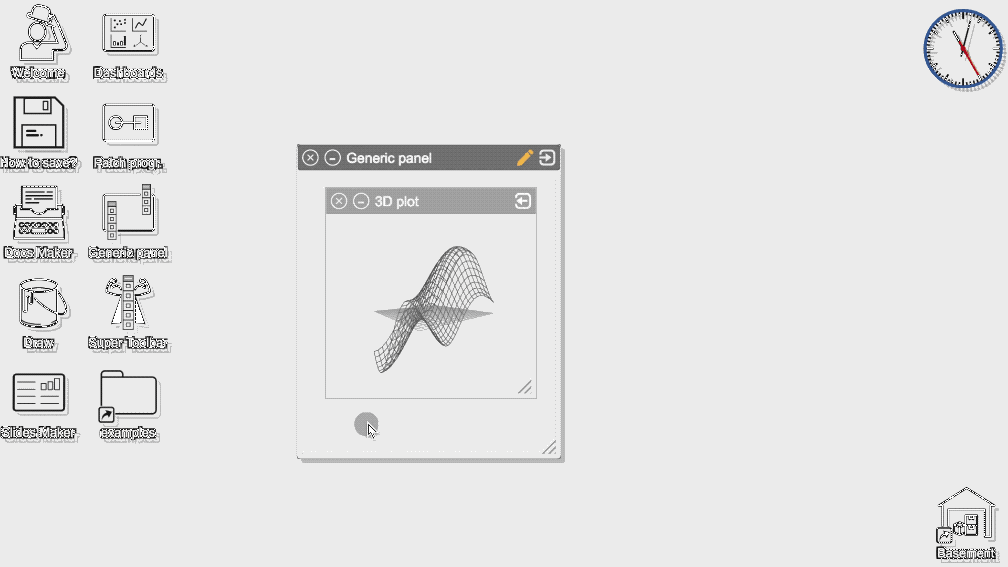 Welcome
Dashboards
How to save?
Patch progr.
Docs Maker
Generic panel
Draw
Super Toolbar
Slides Maker
examples
Generic panel
3D plot
Basement